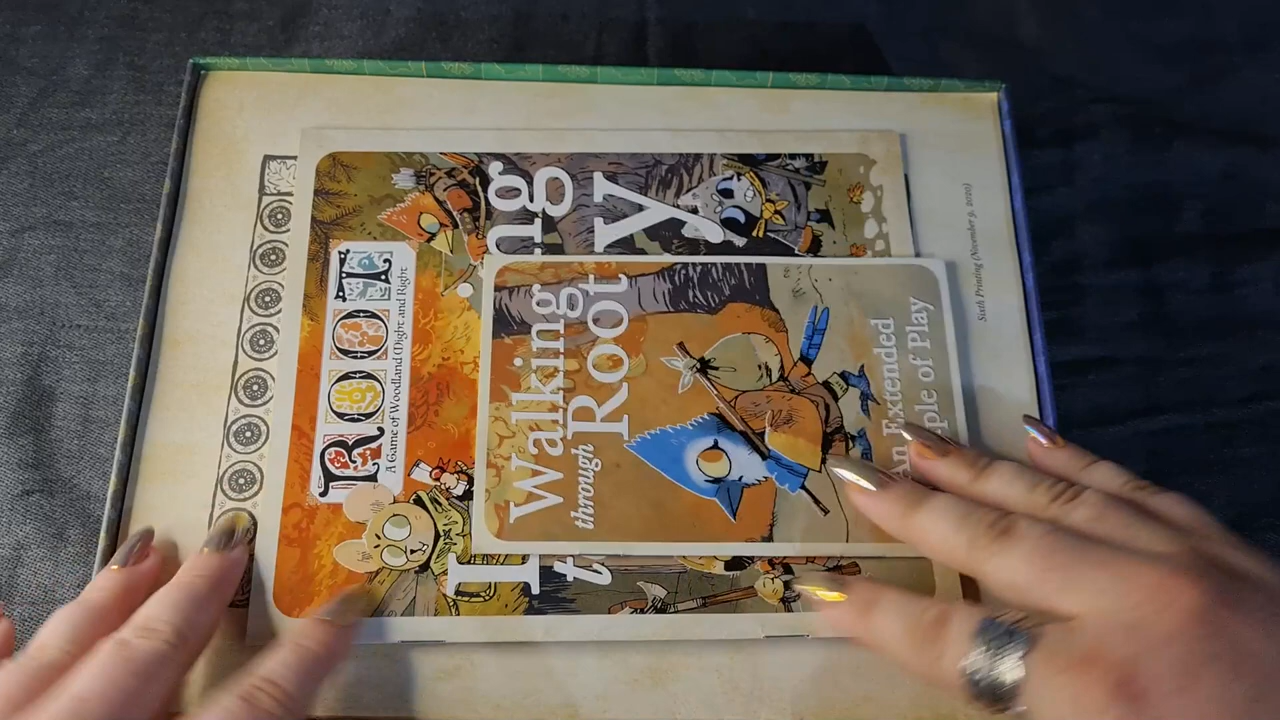 ROOT
A Game of Woodland Might and Right
Walking
through Root
An Extended
of Play
Sixth Printing (November 9, 2020)